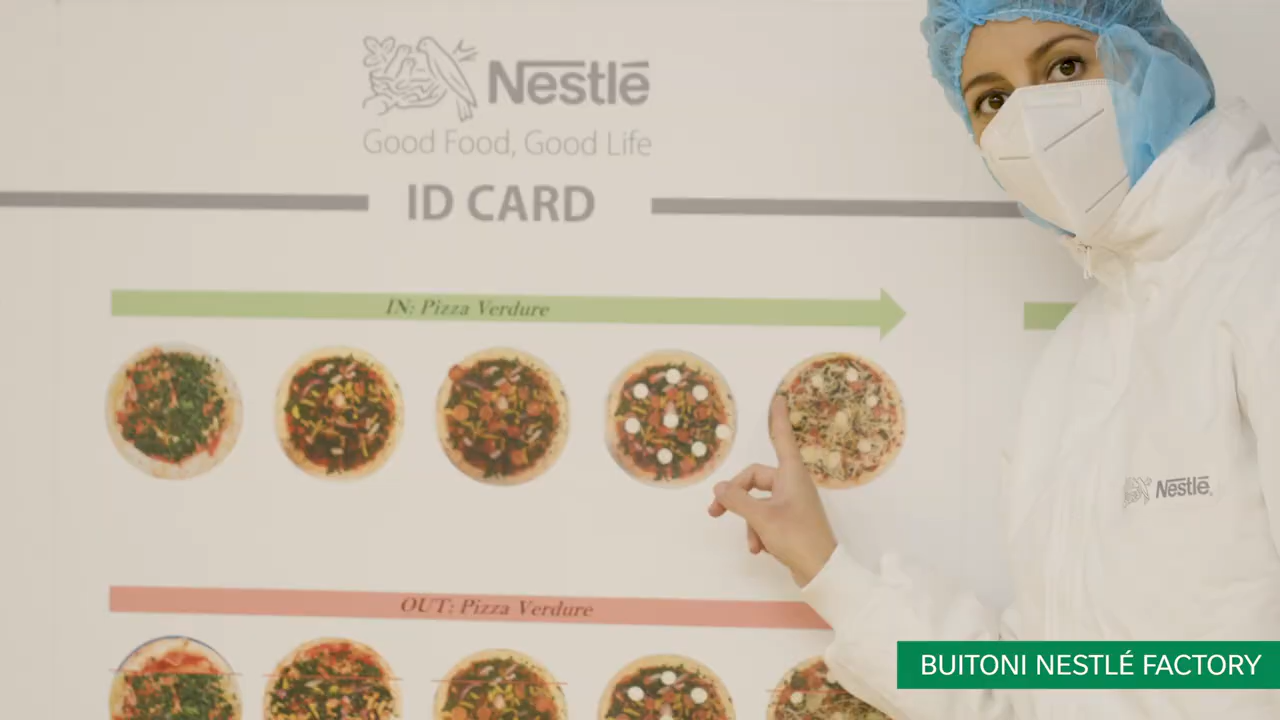 Nestlé
Good Food, Good Life
ID CARD
IN: Pizza Verdure
OUT: Pizza Verdure
Nestlé
BUITONI NESTLÉ FACTORY